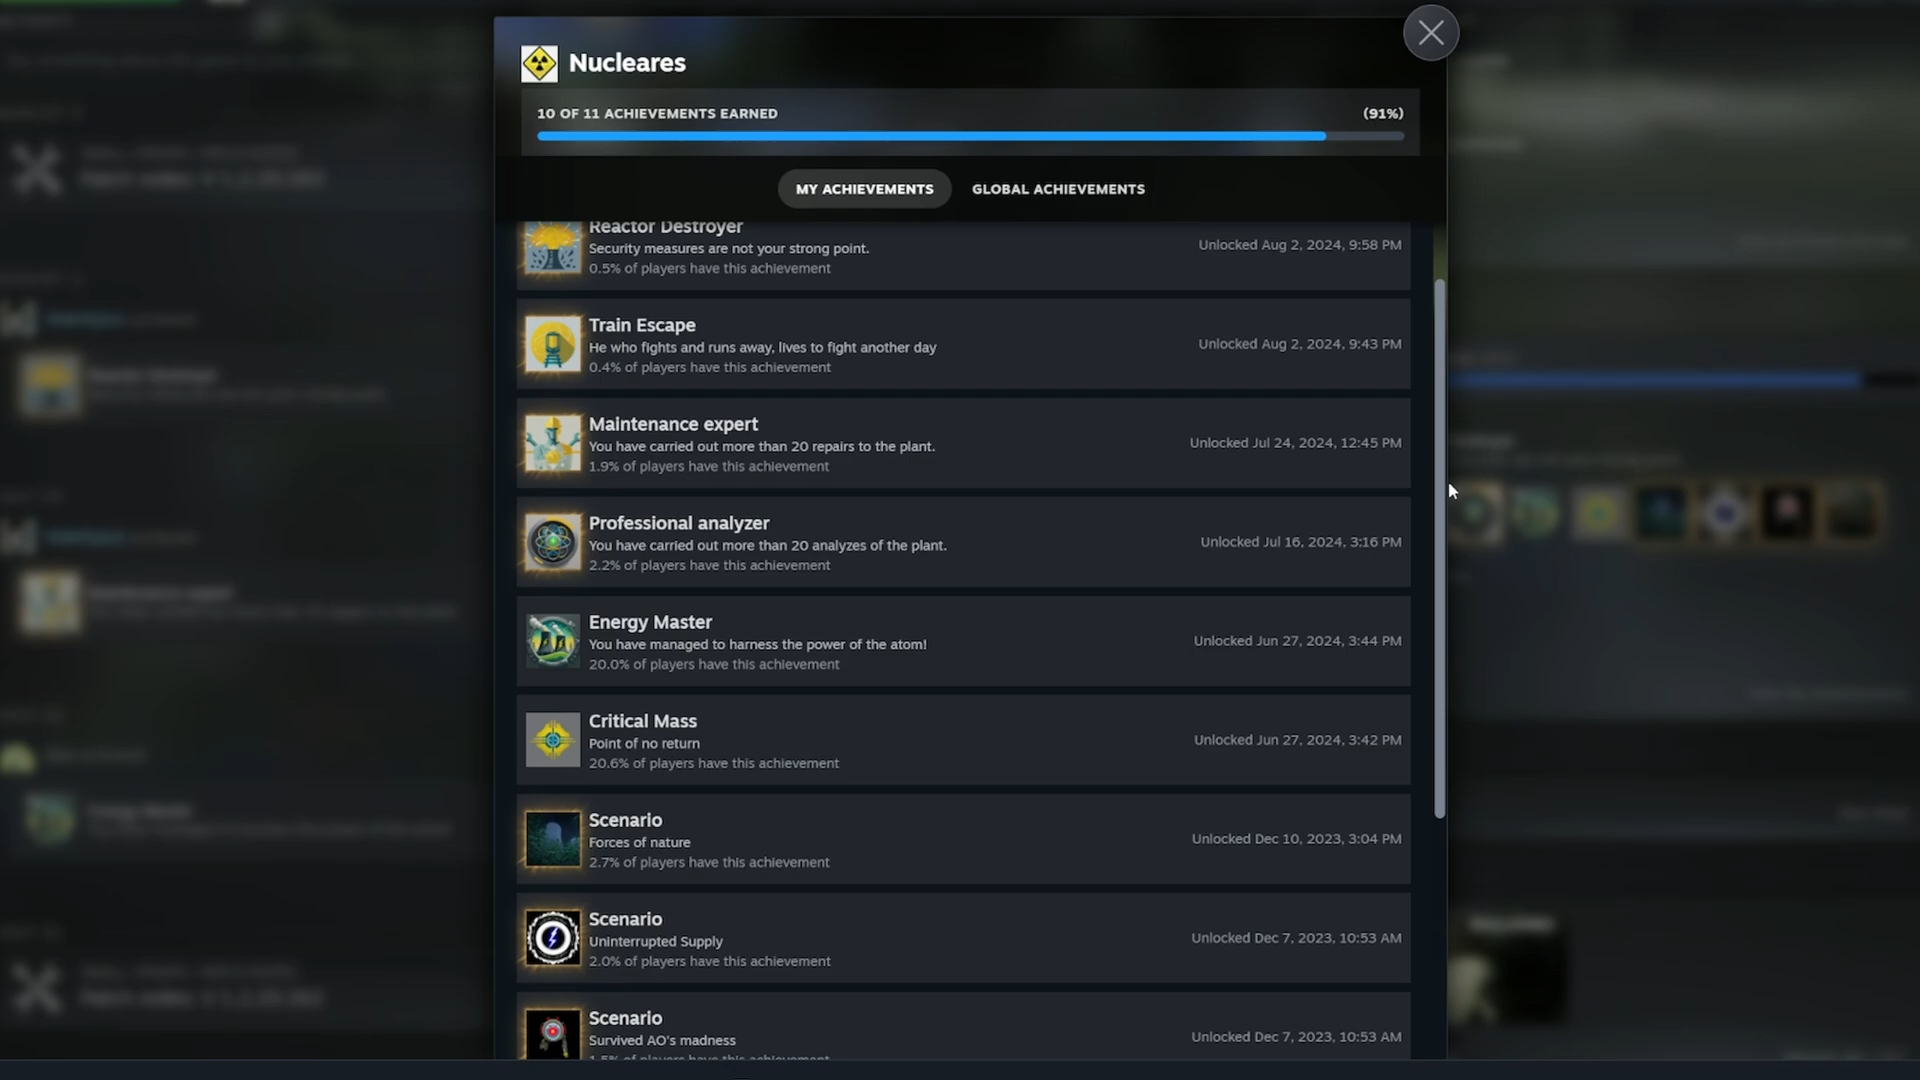 Nucleares
10 OF 11 ACHIEVEMENTS EARNED
(91%)
MY ACHIEVEMENTS
GLOBAL ACHIEVEMENTS
Reactor Destroyer
Security measures are not your strong point.
0.5% of players have this achievement
Unlocked Aug 2, 2024, 9:58 PM
Train Escape
He who fights and runs away, lives to fight another day
0.4% of players have this achievement
Unlocked Aug 2, 2024, 9:43 PM
Maintenance expert
You have carried out more than 20 repairs to the plant.
1.9% of players have this achievement
Unlocked Jul 24, 2024, 12:45 PM
Professional analyzer
You have carried out more than 20 analyzes of the plant.
2.2% of players have this achievement
Unlocked Jul 16, 2024, 3:16 PM
Energy Master
You have managed to harness the power of the atom!
20.0% of players have this achievement
Unlocked Jun 27, 2024, 3:44 PM
Critical Mass
Point of no return
20.6% of players have this achievement
Unlocked Jun 27, 2024, 3:42 PM
Scenario
Forces of nature
2.7% of players have this achievement
Unlocked Dec 10, 2023, 3:04 PM
Scenario
Uninterrupted Supply
2.0% of players have this achievement
Unlocked Dec 7, 2023, 10:53 AM
Scenario
Survived AO's madness
1.5% of players have this achievement
Unlocked Dec 7, 2023, 10:53 AM